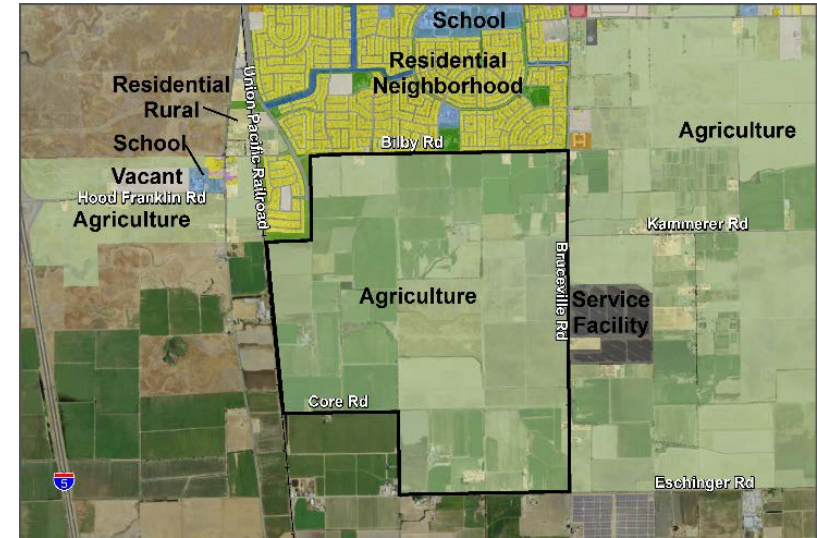 School
Residential
Neighborhood
Residential
Rural
Union Pacific Railroad
School
Bilby Rd
Agriculture
Vacant
Hood Franklin Rd
Agriculture
Kammerer Rd
Agriculture
Bruceville Rd
Service
Facility
Core Rd
5
Eschinger Rd